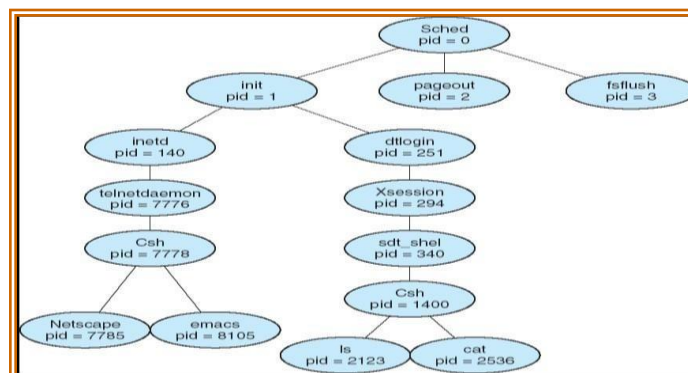 Sched
pid = 0
init
pid = 1
pageout
pid = 2
fsflush
pid = 3
inetd
pid = 140
dtlogin
pid = 251
telnetdaemon
pid = 7776
Xsession
pid = 294
Csh
pid = 7778
sdt_shel
pid = 340
Csh
pid = 1400
Netscape
pid = 7785
emacs
pid = 8105
ls
pid = 2123
cat
pid = 2536